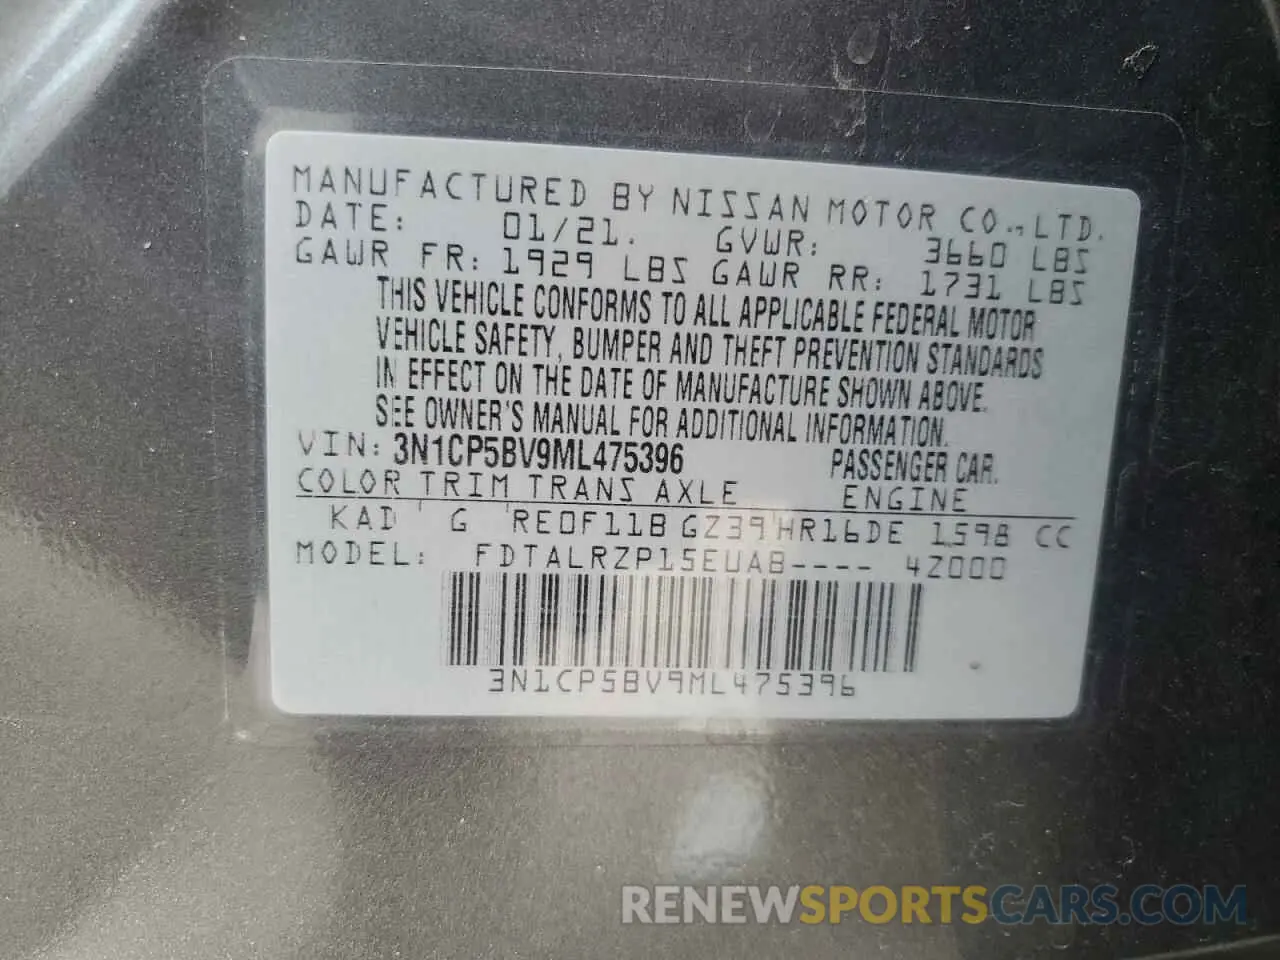 MANUFACTURED BY NISSAN MOTOR CO.,LTD.
DATE: 01/21. GVWR: 3660 LBS
GAWR FR: 1929 LBS GAWR RR: 1731 LBS
THIS VEHICLE CONFORMS TO ALL APPLICABLE FEDERAL MOTOR
VEHICLE SAFETY, BUMPER AND THEFT PREVENTION STANDARDS
IN EFFECT ON THE DATE OF MANUFACTURE SHOWN ABOVE.
SEE OWNER'S MANUAL FOR ADDITIONAL INFORMATION.
VIN: 3N1CP5BV9ML475396 PASSENGER CAR.
COLOR TRIM TRANS AXLE ENGINE
KAD G RE0F11B GZ39 HR16DE 1598 CC
MODEL: FDTALRZP15EUAB---- 42000
3N1CP5BV9ML475396
RENEWSPORTSCARS.COM